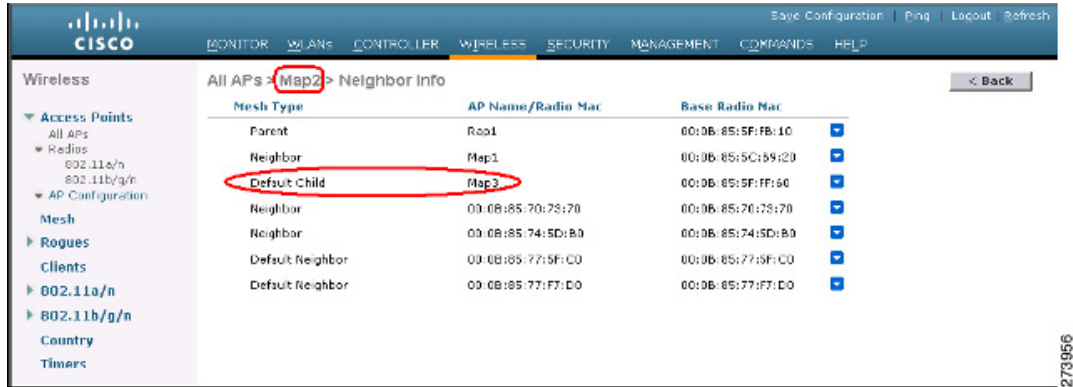 Save Configuration | Ping | Logout | Refresh
CISCO
MONITOR WLANs CONTROLLER WIRELESS SECURITY MANAGEMENT COMMANDS HELP
Wireless
All APs > Map2 > Neighbor Info
< Back
Mesh Type AP Name/Radio Mac Base Radio Mac
Parent Rap1 00:0B:85:5F:FB:10
Neighbor Map1 00:0B:85:5C:B9:20
Default Child Map3 00:0B:85:5F:FF:60
Neighbor 00:0B:85:70:73:70 00:0B:85:70:73:70
Neighbor 00:0B:85:74:5D:B0 00:0B:85:74:5D:B0
Default Neighbor 00:0B:85:77:5F:C0 00:0B:85:77:5F:C0
Default Neighbor 00:0B:85:77:F7:D0 00:0B:85:77:F7:D0
Access Points
All APs
Radios
802.11a/n
802.11b/g/n
AP Configuration
Mesh
Rogues
Clients
802.11a/n
802.11b/g/n
Country
Timers
273956